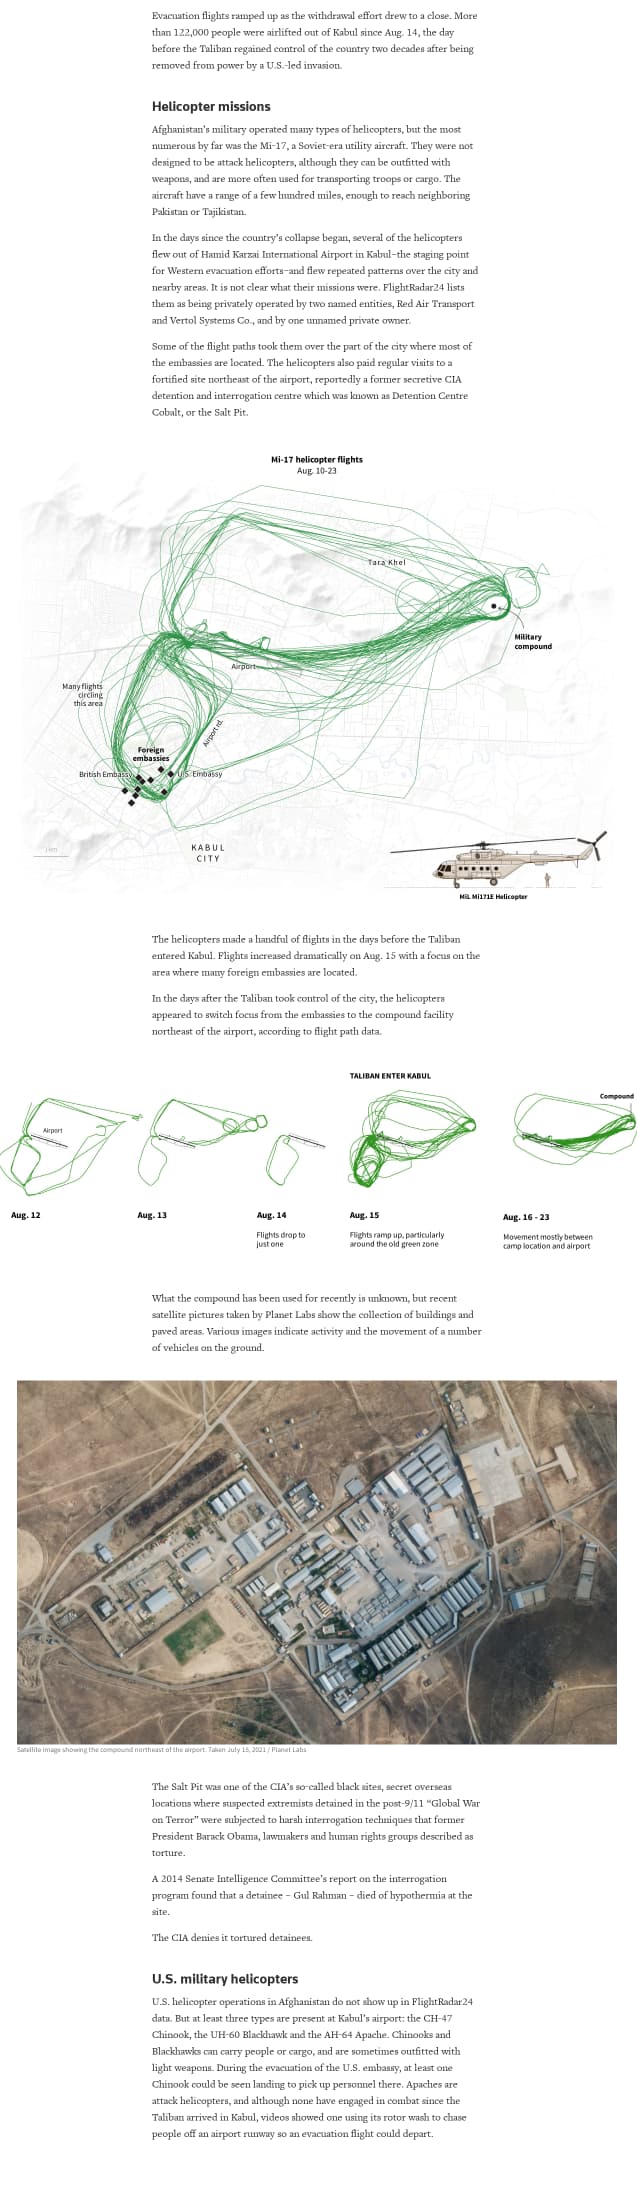 Evacuation flights ramped up as the withdrawal effort drew to a close. More
than 122,000 people were airlifted out of Kabul since Aug. 14, the day
before the Taliban regained control of the country two decades after being
removed from power by a U.S.-led invasion.
Helicopter missions
Afghanistan's military operated many types of helicopters, but the most
numerous by far was the Mi-17, a Soviet-era utility aircraft. They were not
designed to be attack helicopters, although they can be outfitted with
weapons, and are more often used for transporting troops or cargo. The
aircraft have a range of a few hundred miles, enough to reach neighboring
Pakistan or Tajikistan.
In the days since the country's collapse began, several of the helicopters
flew out of Hamid Karzai International Airport in Kabul–the staging point
for Western evacuation efforts–and flew repeated patterns over the city and
nearby areas. It is not clear what their missions were. FlightRadar24 lists
them as being privately operated by two named entities, Red Air Transport
and Vertol Systems Co., and by one unnamed private owner.
Some of the flight paths took them over the part of the city where most of
the embassies are located. The helicopters also paid regular visits to a
fortified site northeast of the airport, reportedly a former secretive CIA
detention and interrogation centre which was known as Detention Centre
Cobalt, or the Salt Pit.
Mi-17 helicopter flights
Aug. 10-23
Tara Khel
Military
compound
Airport
Many flights
circling
this area
Airport rd.
Foreign
embassies
British Embassy
U.S. Embassy
KABUL
CITY
1 km
MiL Mi171E Helicopter
The helicopters made a handful of flights in the days before the Taliban
entered Kabul. Flights increased dramatically on Aug. 15 with a focus on the
area where many foreign embassies are located.
In the days after the Taliban took control of the city, the helicopters
appeared to switch focus from the embassies to the compound facility
northeast of the airport, according to flight path data.
TALIBAN ENTER KABUL
Compound
Airport
Aug. 12
Aug. 13
Aug. 14
Flights drop to
just one
Aug. 15
Flights ramp up, particularly
around the old green zone
Aug. 16 - 23
Movement mostly between
camp location and airport
What the compound has been used for recently is unknown, but recent
satellite pictures taken by Planet Labs show the collection of buildings and
paved areas. Various images indicate activity and the movement of a number
of vehicles on the ground.
Satellite image showing the compound northeast of the airport. Taken July 15, 2021 / Planet Labs
The Salt Pit was one of the CIA's so-called black sites, secret overseas
locations where suspected extremists detained in the post-9/11 “Global War
on Terror” were subjected to harsh interrogation techniques that former
President Barack Obama, lawmakers and human rights groups described as
torture.
A 2014 Senate Intelligence Committee's report on the interrogation
program found that a detainee – Gul Rahman – died of hypothermia at the
site.
The CIA denies it tortured detainees.
U.S. military helicopters
U.S. helicopter operations in Afghanistan do not show up in FlightRadar24
data. But at least three types are present at Kabul's airport: the CH-47
Chinook, the UH-60 Blackhawk and the AH-64 Apache. Chinooks and
Blackhawks can carry people or cargo, and are sometimes outfitted with
light weapons. During the evacuation of the U.S. embassy, at least one
Chinook could be seen landing to pick up personnel there. Apaches are
attack helicopters, and although none have engaged in combat since the
Taliban arrived in Kabul, videos showed one using its rotor wash to chase
people off an airport runway so an evacuation flight could depart.